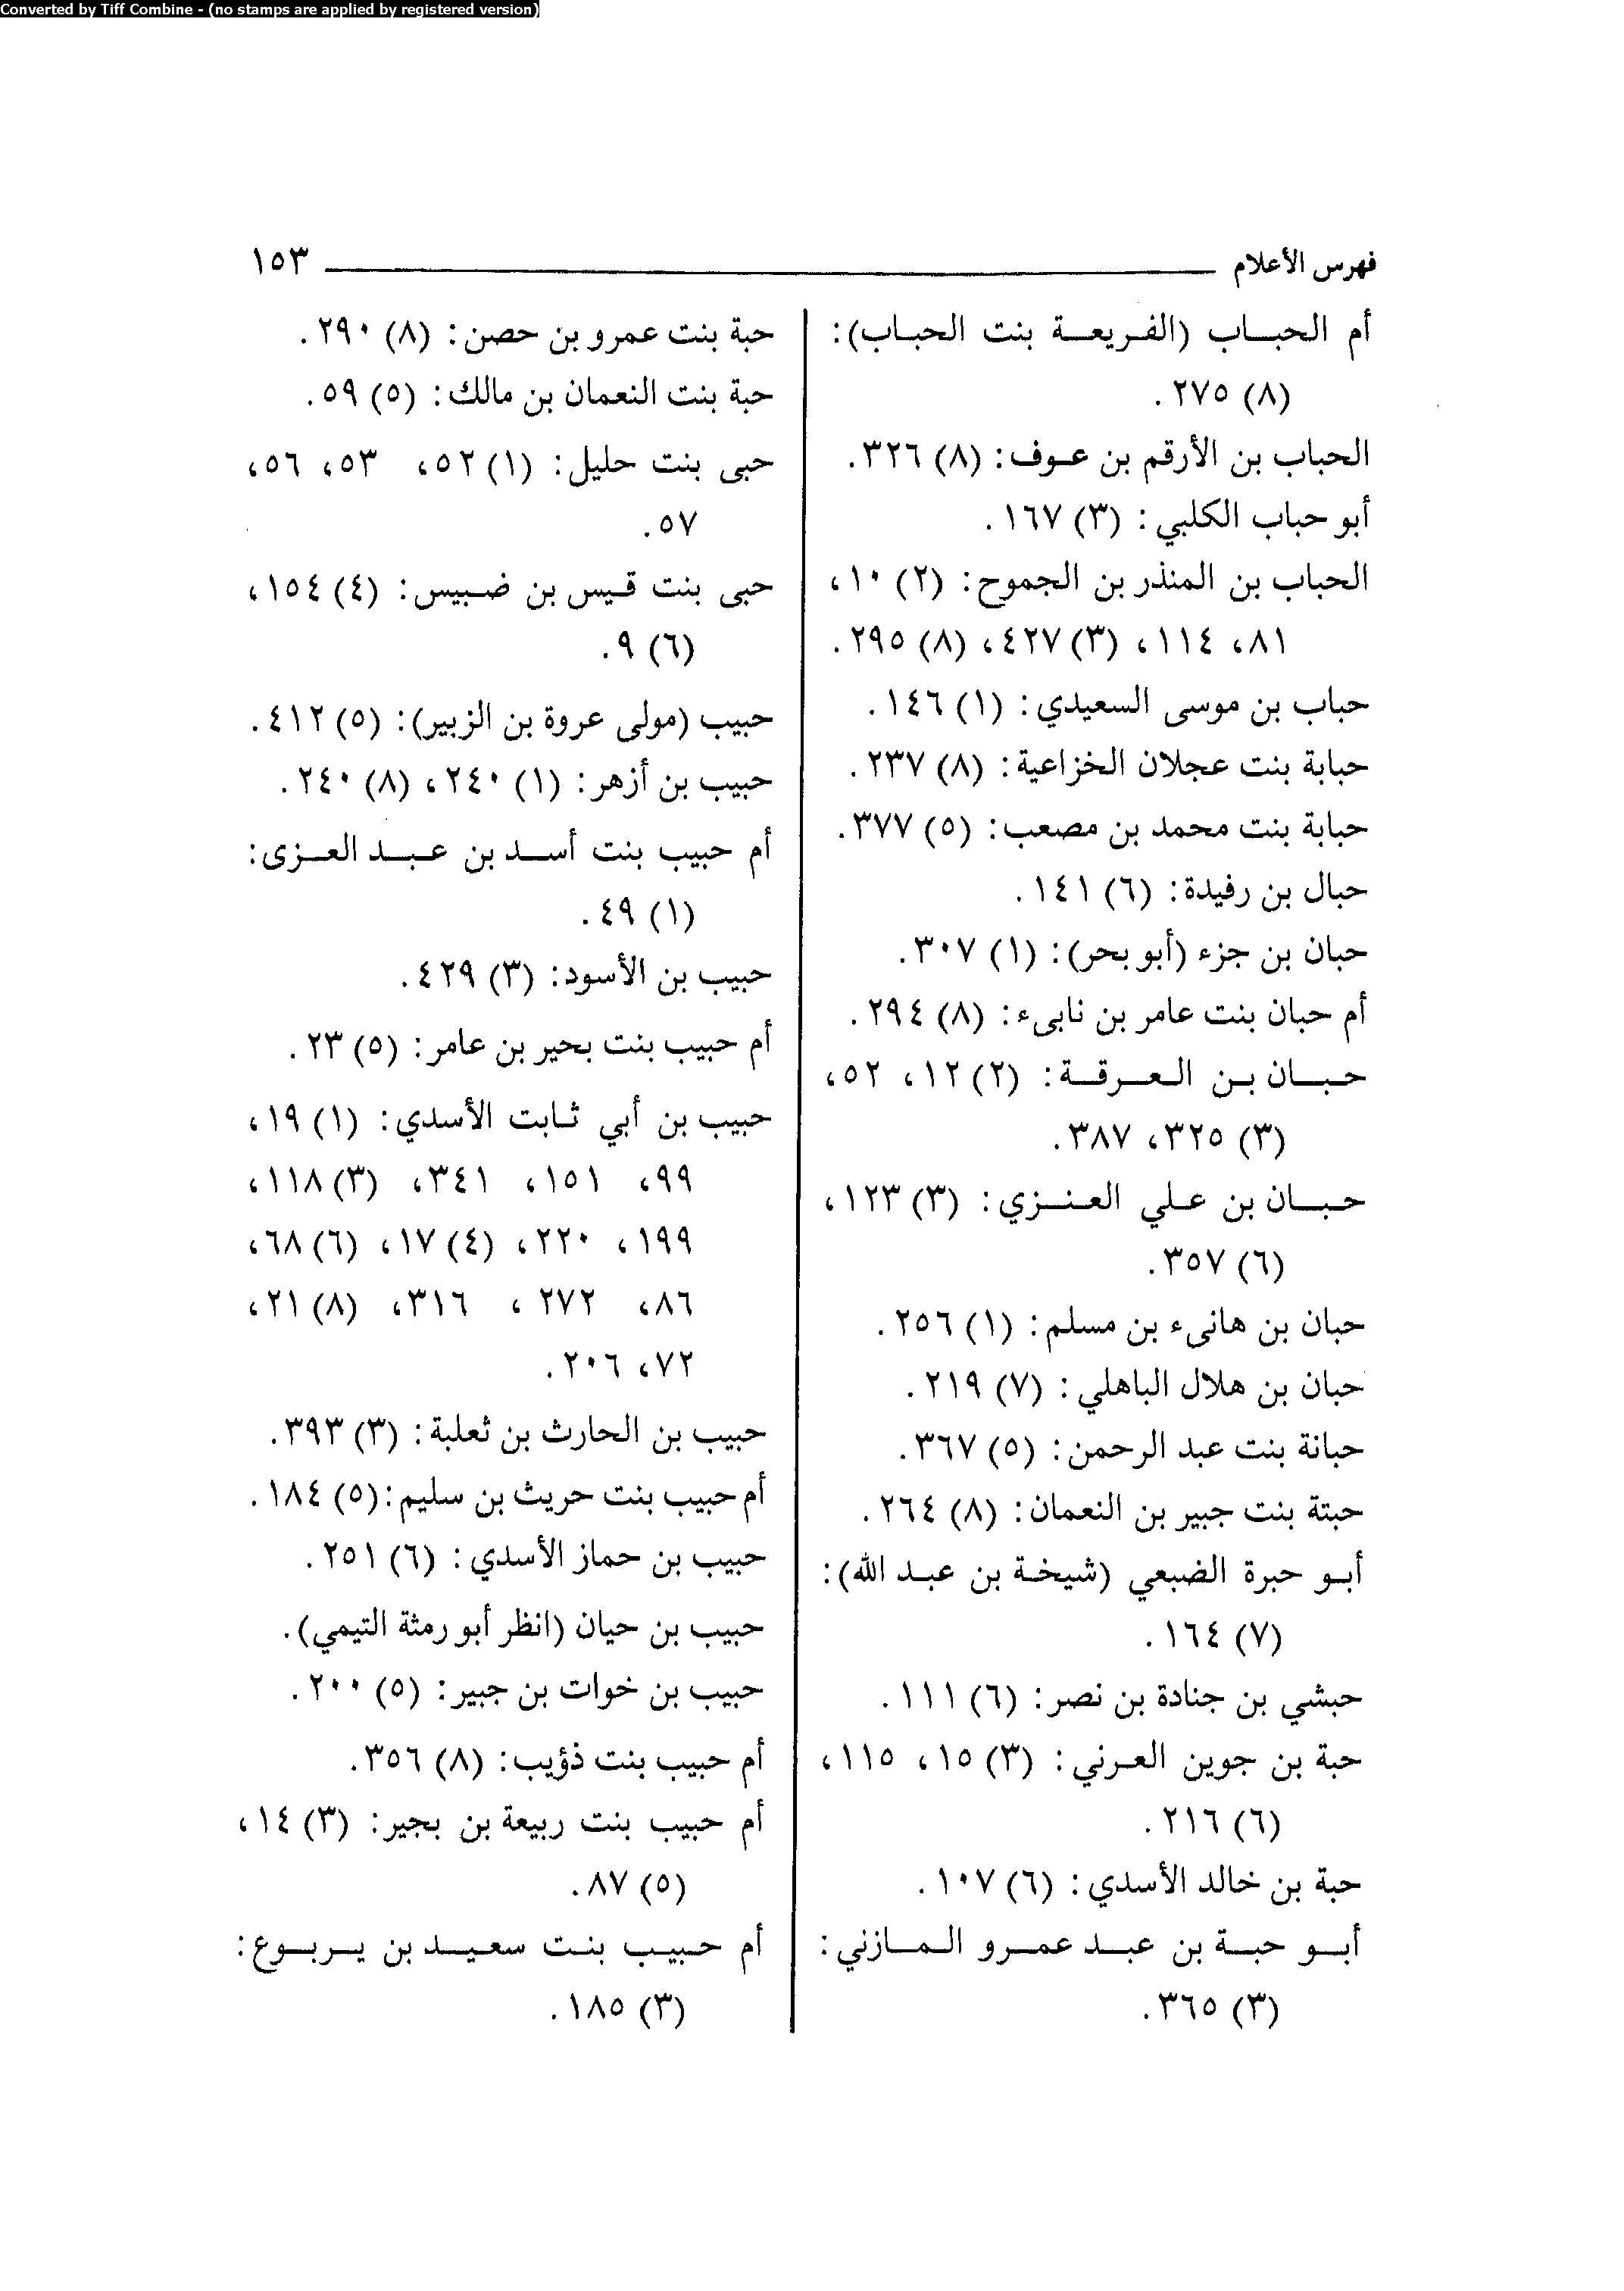 Converted by Tiff Combine - (no stamps are applied by registered version)
فهرس الأعلام ١٥٣
أم الحباب (الفريعة بنت الحباب):
(٨) ٢٧٥.
الحباب بن الأرقم بن عوف: (٨) ٣٢٦.
أبو حباب الكلبي: (٣) ١٦٧.
الحباب بن المنذر بن الجموح: (٢) ١٠،
٨١، ١١٤، (٣) ٤٢٧، (٨) ٢٩٥.
حباب بن موسى السعيدي: (١) ١٤٦.
حبابة بنت عجلان الخزاعية: (٨) ٢٣٧.
حبابة بنت محمد بن مصعب: (٥) ٣٧٧.
حبال بن رفيدة: (٦) ١٤١.
حبان بن جزء (أبو بحر): (١) ٣٠٧.
أم حبان بنت عامر بن نابىء: (٨) ٢٩٤.
حبان بن العرقة: (٢) ١٢، ٥٢،
(٣) ٣٢٥، ٣٨٧.
حبان بن علي العنزي: (٣) ١٢٣،
(٦) ٣٥٧.
حبان بن هانىء بن مسلم: (١) ٢٥٦.
حبان بن هلال الباهلي: (٧) ٢١٩.
حبانة بنت عبد الرحمن: (٥) ٣٦٧.
حبتة بنت جبير بن النعمان: (٨) ٢٦٤.
أبو حبرة الضبعي (شيخة بن عبد الله):
(٧) ١٦٤.
حبشي بن جنادة بن نصر: (٦) ١١١.
حبة بن جوين العرني: (٣) ١٥، ١١٥،
(٦) ٢١٦.
حبة بن خالد الأسدي: (٦) ١٠٧.
أبو حبة بن عبد عمرو المازني:
(٣) ٣٦٥.
حبة بنت عمرو بن حصن: (٨) ٢٩٠.
حبة بنت النعمان بن مالك: (٥) ٥٩.
حبى بنت حليل: (١) ٥٢، ٥٣، ٥٦،
٥٧.
حبى بنت قيس بن ضبيس: (٤) ١٥٤،
(٦) ٩.
حبيب (مولى عروة بن الزبير): (٥) ٤١٢.
حبيب بن أزهر: (١) ٢٤٠، (٨) ٢٤٠.
أم حبيب بنت أسد بن عبد العزى:
(١) ٤٩.
حبيب بن الأسود: (٣) ٤٢٩.
أم حبيب بنت بحير بن عامر: (٥) ٢٣.
حبيب بن أبي ثابت الأسدي: (١) ١٩،
٩٩، ١٥١، ٣٤١، (٣) ١١٨،
١٩٩، ٢٢٠، (٤) ١٧، (٦) ٦٨،
٨٦، ٢٧٢، ٣١٦، (٨) ٢١،
٧٢، ٢٠٦.
حبيب بن الحارث بن ثعلبة: (٣) ٣٩٣.
أم حبيب بنت حريث بن سليم: (٥) ١٨٤.
حبيب بن حماز الأسدي: (٦) ٢٥١.
حبيب بن حيان (انظر أبو رمثة التيمي).
حبيب بن خوات بن جبير: (٥) ٢٠٠.
أم حبيب بنت ذؤيب: (٨) ٣٥٦.
أم حبيب بنت ربيعة بن بجير: (٣) ١٤،
(٥) ٨٧.
أم حبيب بنت سعيد بن يربوع:
(٣) ١٨٥.